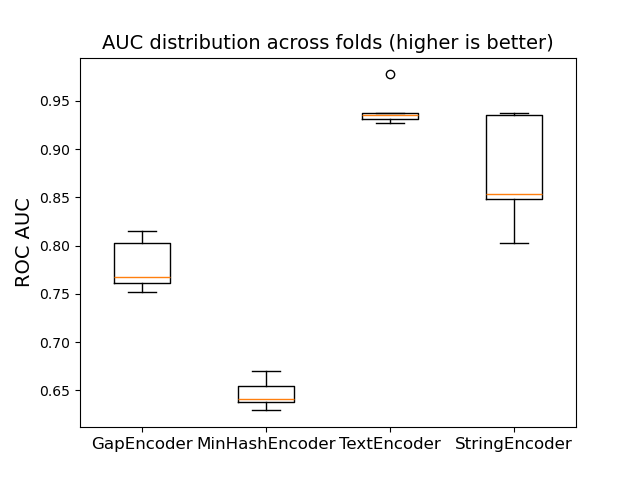 AUC distribution across folds (higher is better)
ROC AUC
0.95
0.90
0.85
0.80
0.75
0.70
0.65
GapEncoder MinHashEncoder TextEncoder StringEncoder